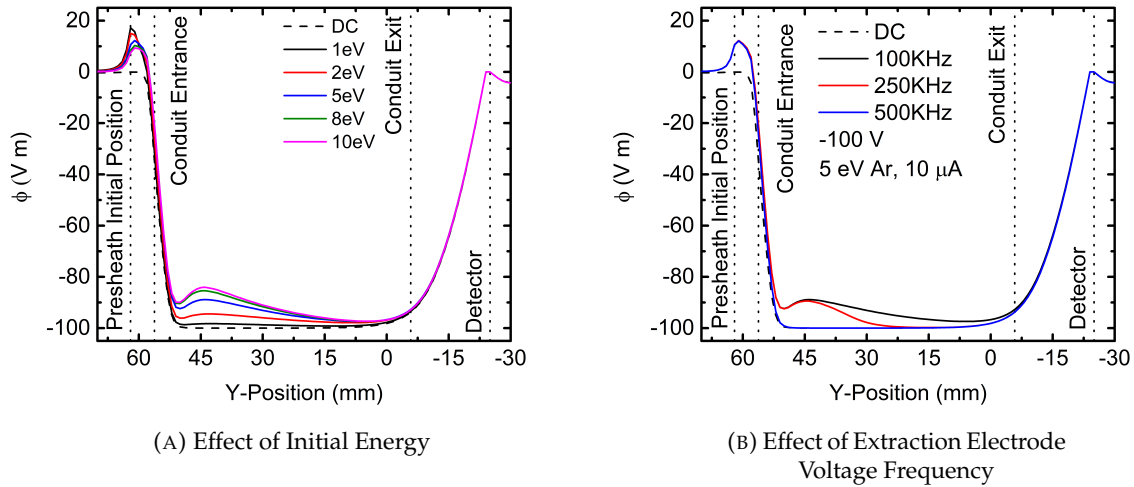 20
0
-20
-40
-60
-80
-100
ϕ (V m)
60
45
30
15
0
-15
-30
Y-Position (mm)
Presheath Initial Position
Conduit Entrance
DC
1eV
2eV
5eV
8eV
10eV
Conduit Exit
Detector
(A) Effect of Initial Energy
20
0
-20
-40
-60
-80
-100
ϕ (V m)
60
45
30
15
0
-15
-30
Y-Position (mm)
Presheath Initial Position
Conduit Entrance
DC
100KHz
250KHz
500KHz
-100 V
5 eV Ar, 10 μA
Conduit Exit
Detector
(B) Effect of Extraction Electrode
Voltage Frequency